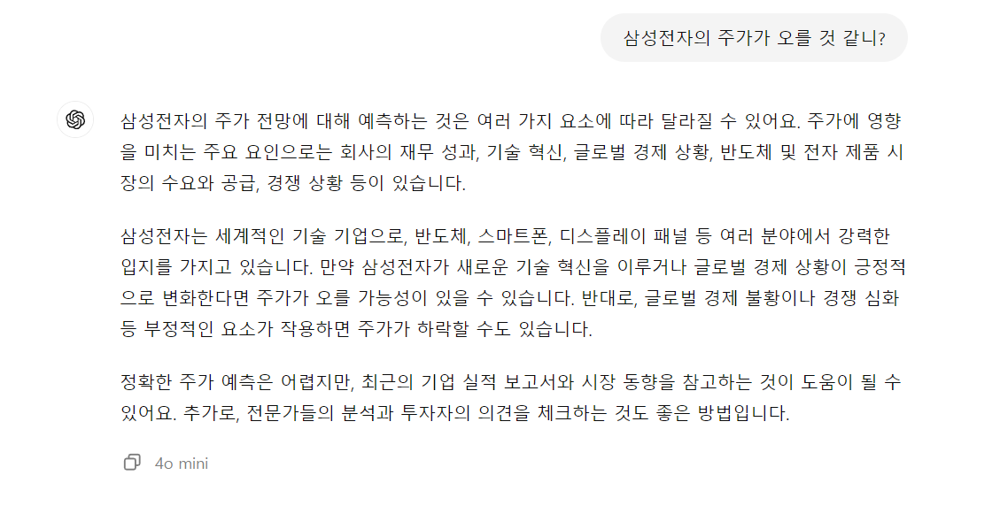 삼성전자의 주가가 오를 것 같니?
삼성전자의 주가 전망에 대해 예측하는 것은 여러 가지 요소에 따라 달라질 수 있어요. 주가에 영향
을 미치는 주요 요인으로는 회사의 재무 성과, 기술 혁신, 글로벌 경제 상황, 반도체 및 전자 제품 시
장의 수요와 공급, 경쟁 상황 등이 있습니다.
삼성전자는 세계적인 기술 기업으로, 반도체, 스마트폰, 디스플레이 패널 등 여러 분야에서 강력한
입지를 가지고 있습니다. 만약 삼성전자가 새로운 기술 혁신을 이루거나 글로벌 경제 상황이 긍정적
으로 변화한다면 주가가 오를 가능성이 있을 수 있습니다. 반대로, 글로벌 경제 불황이나 경쟁 심화
등 부정적인 요소가 작용하면 주가가 하락할 수도 있습니다.
정확한 주가 예측은 어렵지만, 최근의 기업 실적 보고서와 시장 동향을 참고하는 것이 도움이 될 수
있어요. 추가로, 전문가들의 분석과 투자자의 의견을 체크하는 것도 좋은 방법입니다.
4o mini